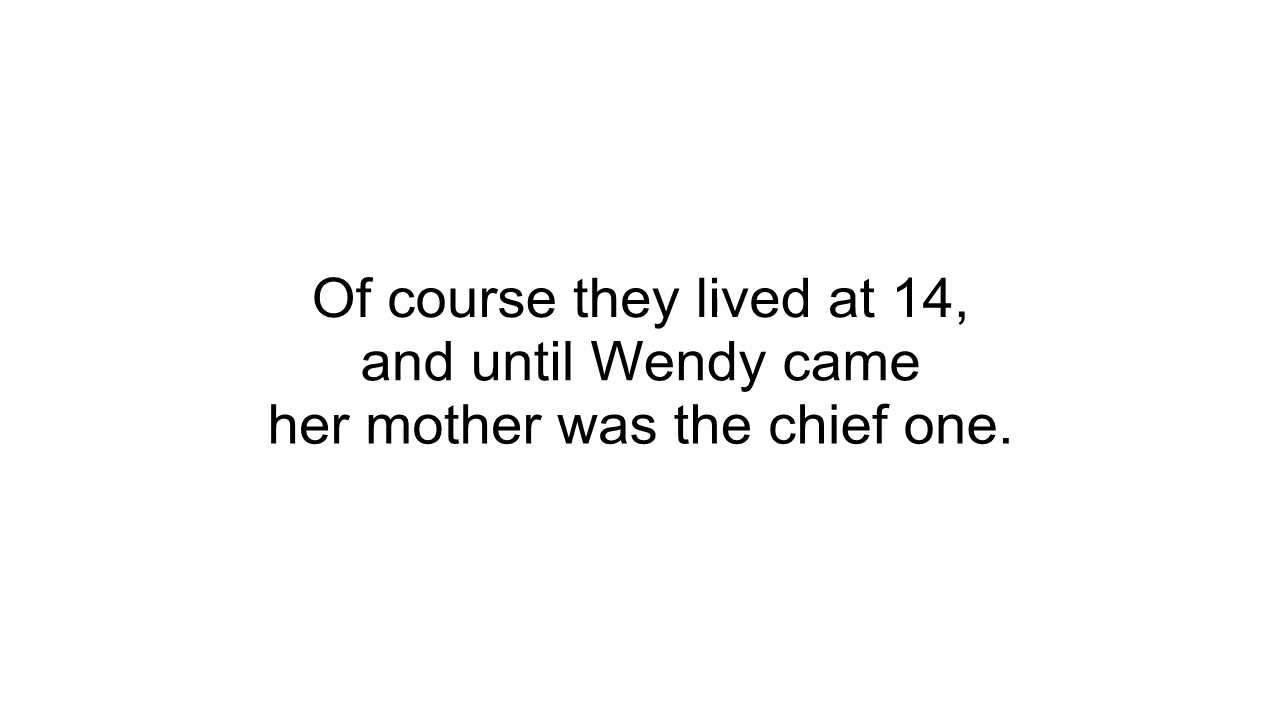 Of course they lived at 14,
and until Wendy came
her mother was the chief one.